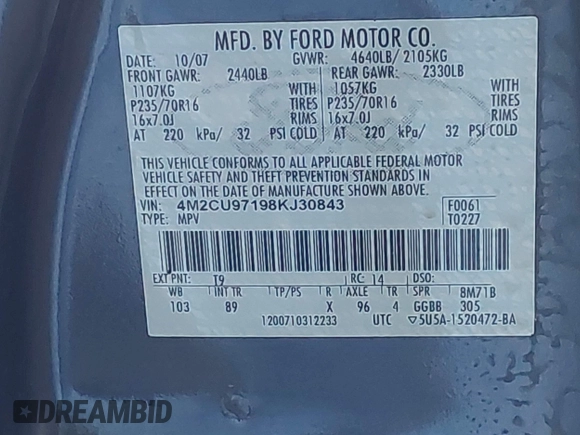 MFD. BY FORD MOTOR CO.
DATE: 10/07 GVWR: 4640LB/ 2105KG
FRONT GAWR: 2440LB REAR GAWR: 2330LB
1107KG 1057KG
P235/70R16 TIRES P235/70R16 TIRES
16x7.0J RIMS 16x7.0J RIMS
AT 220 kPa/ 32 PSI COLD AT 220 kPa/ 32 PSI COLD
THIS VEHICLE CONFORMS TO ALL APPLICABLE FEDERAL MOTOR
VEHICLE SAFETY AND THEFT PREVENTION STANDARDS IN
EFFECT ON THE DATE OF MANUFACTURE SHOWN ABOVE.
VIN: 4M2CU97198KJ30843 F0061
TYPE: MPV T0227
EXT PNT: T9 RC: 14 DSO:
WB INT TR TP/PS R AXLE TR SPR 8M71B
103 89 X 96 4 GGBB 305
1200710312233 UTC ▽5U5A-1520472-BA
DREAMBID